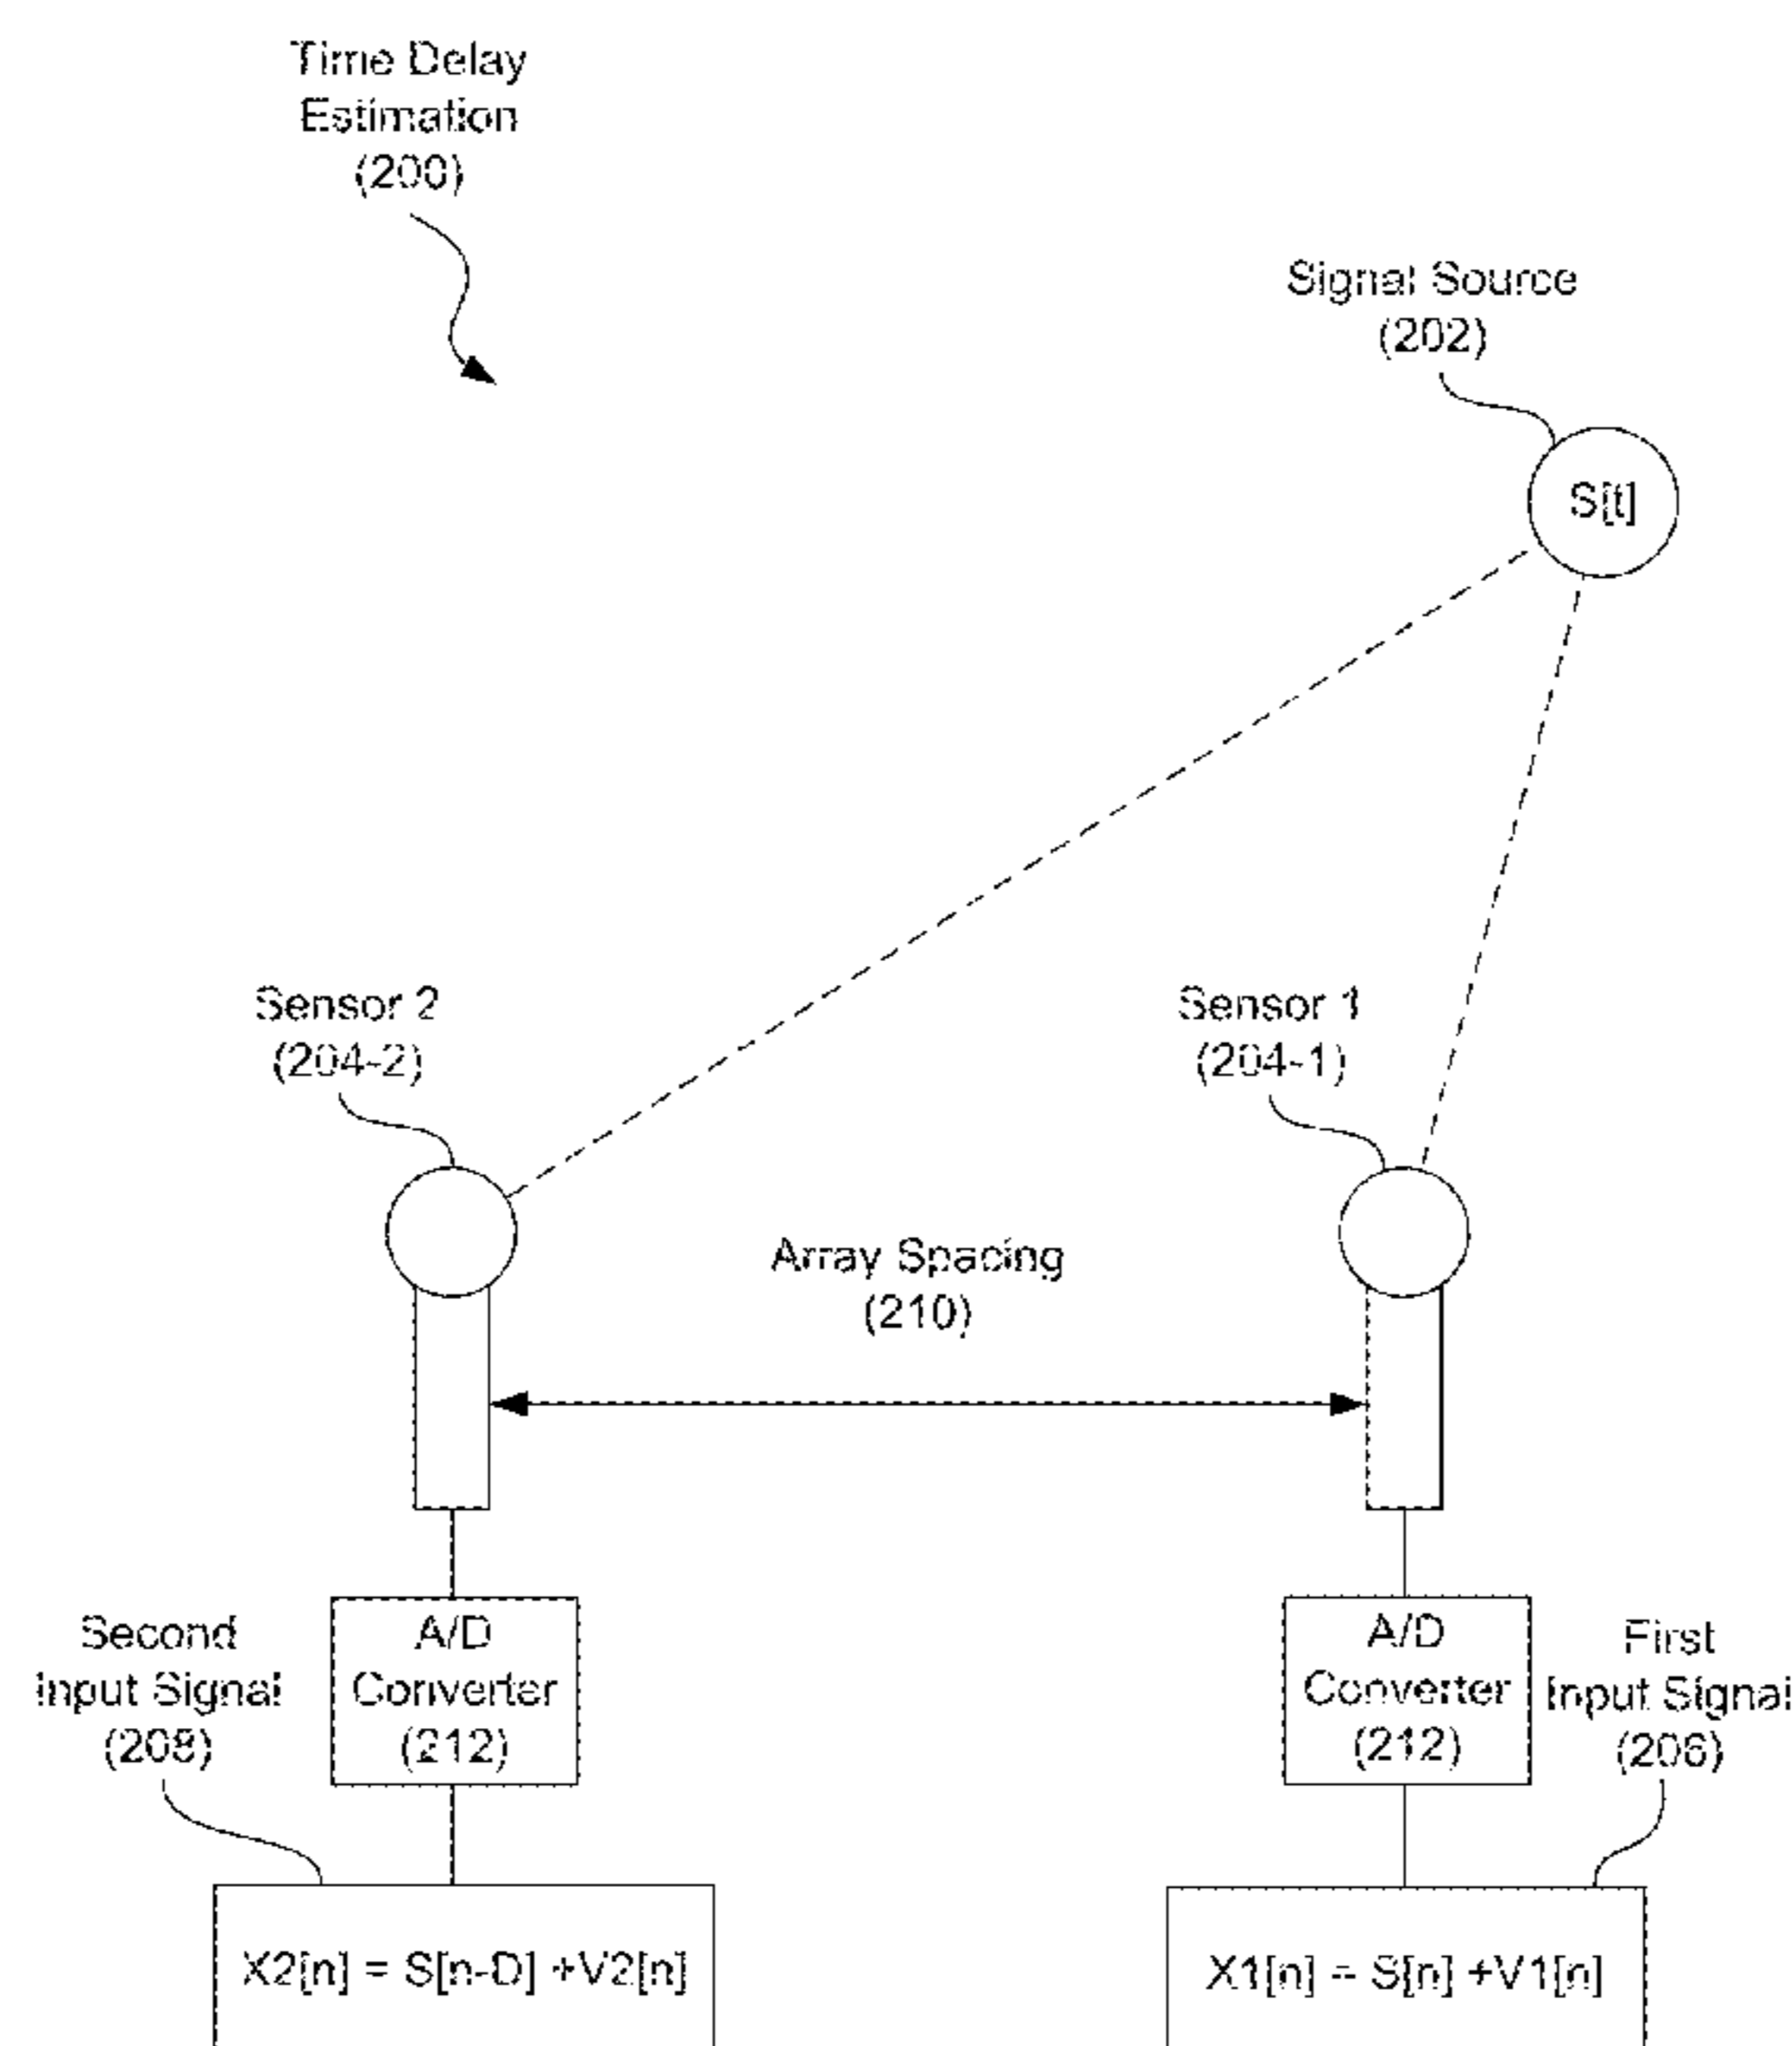 Time Delay
Estimation
(200)
Signal Source
(202)
S[t]
Sensor 2
(204-2)
Sensor 1
(204-1)
Array Spacing
(210)
Second
Input Signal
(208)
A/D
Converter
(212)
A/D
Converter
(212)
First
Input Signal
(206)
X2[n] = S[n-D] +V2[n]
X1[n] = S[n] +V1[n]